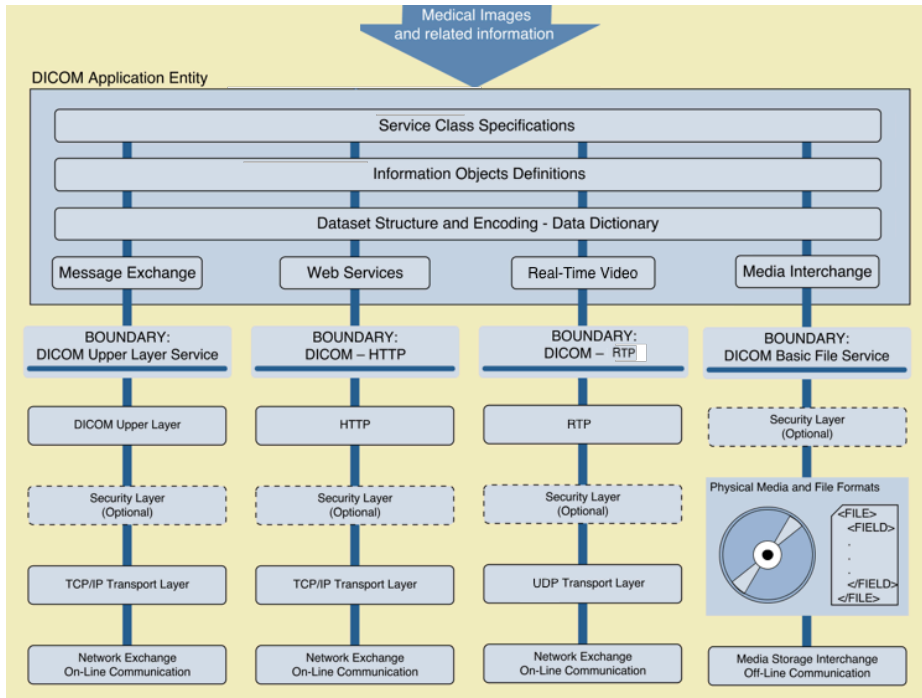 Medical Images
and related information
DICOM Application Entity
Service Class Specifications
Information Objects Definitions
Dataset Structure and Encoding - Data Dictionary
Message Exchange
Web Services
Real-Time Video
Media Interchange
BOUNDARY:
DICOM Upper Layer Service
BOUNDARY:
DICOM – HTTP
BOUNDARY:
DICOM – RTP
BOUNDARY:
DICOM Basic File Service
DICOM Upper Layer
HTTP
RTP
Security Layer
(Optional)
Security Layer
(Optional)
Security Layer
(Optional)
Security Layer
(Optional)
Physical Media and File Formats
<FILE>
<FIELD>
.
.
.
</FIELD>
</FILE>
TCP/IP Transport Layer
TCP/IP Transport Layer
UDP Transport Layer
Network Exchange
On-Line Communication
Network Exchange
On-Line Communication
Network Exchange
On-Line Communication
Media Storage Interchange
Off-Line Communication